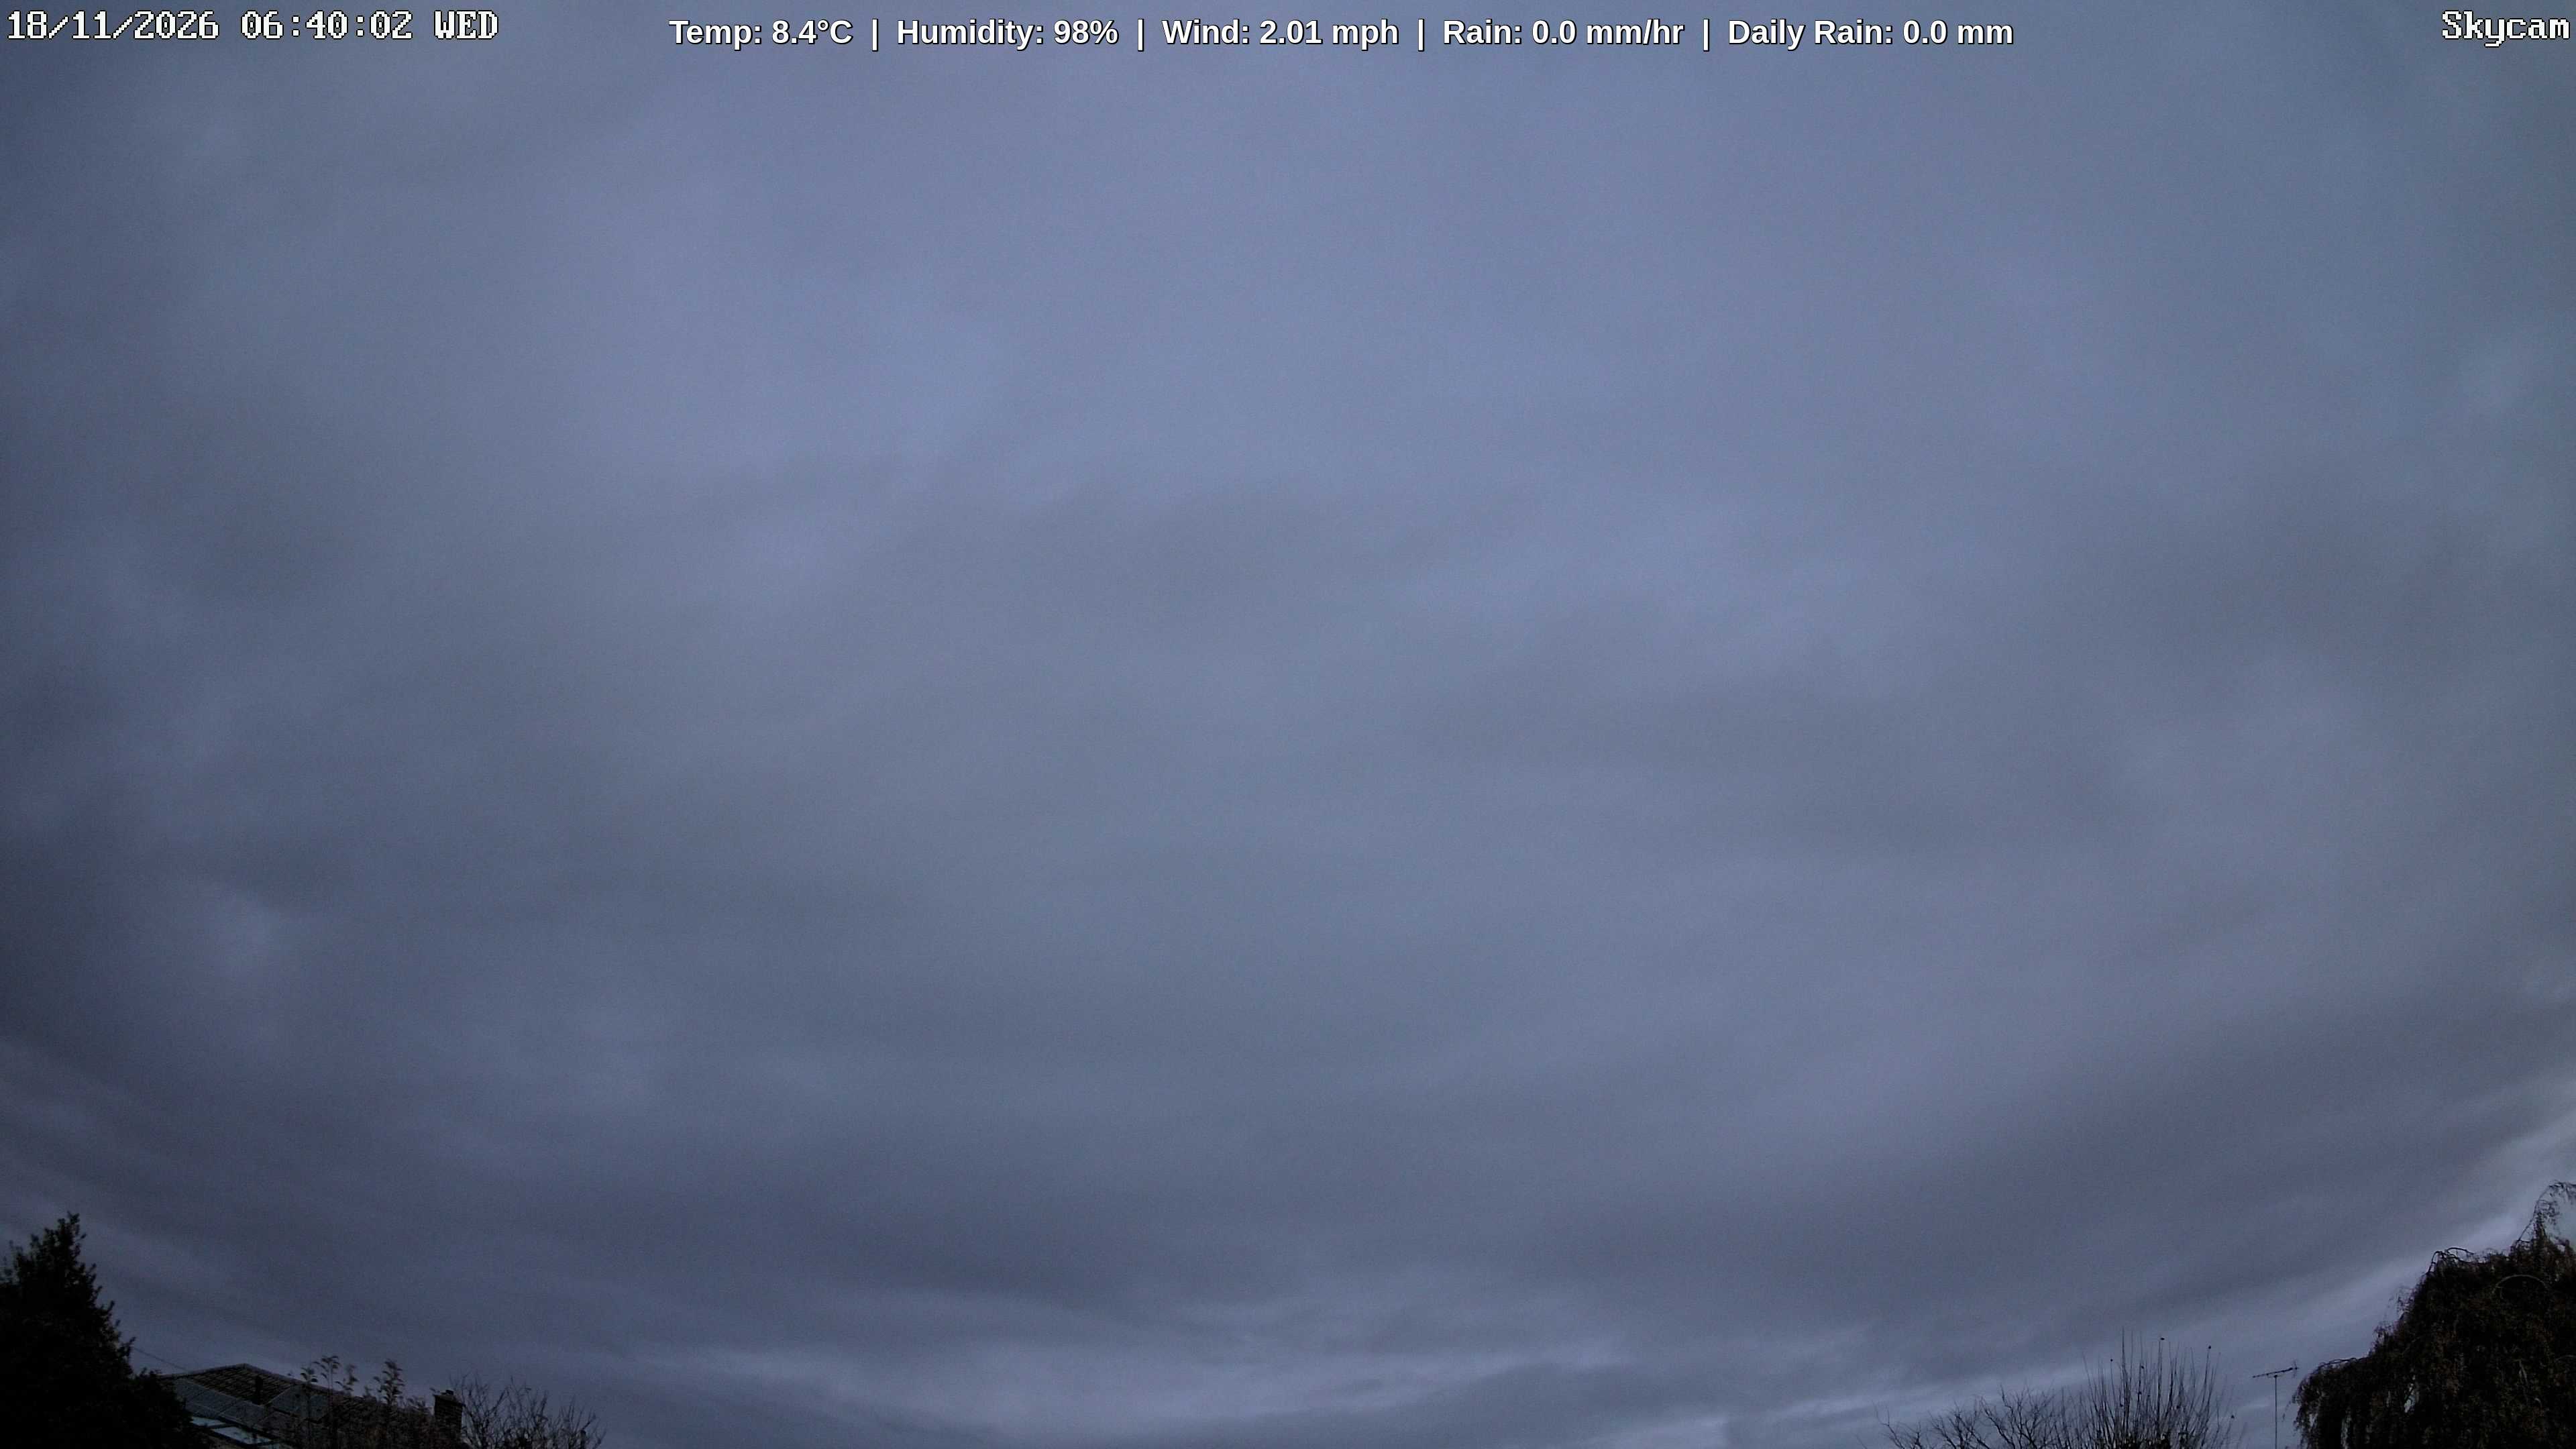 18/11/2026 06:40:02 WED
Temp: 8.4°C | Humidity: 98% | Wind: 2.01 mph | Rain: 0.0 mm/hr | Daily Rain: 0.0 mm
Skycam